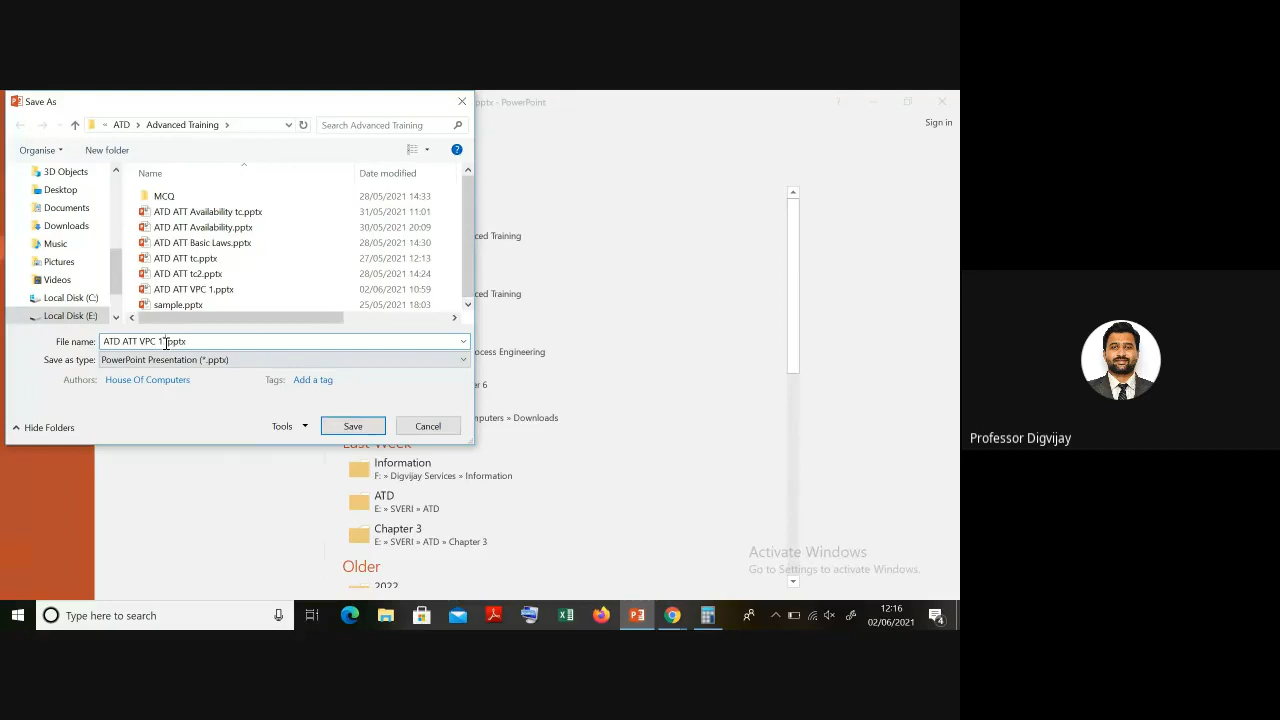 Save As
pptx - PowerPoint
« ATD > Advanced Training >
Search Advanced Training
Sign in
Organise
New folder
3D Objects
Desktop
Documents
Downloads
Music
Pictures
Videos
Local Disk (C:)
Local Disk (E:)
Name Date modified
MCQ 28/05/2021 14:33
ATD ATT Availability tc.pptx 31/05/2021 11:01
ATD ATT Availability.pptx 30/05/2021 20:09
ATD ATT Basic Laws.pptx 28/05/2021 14:30
ATD ATT tc.pptx 27/05/2021 12:13
ATD ATT tc2.pptx 28/05/2021 14:24
ATD ATT VPC 1.pptx 02/06/2021 10:59
sample.pptx 25/05/2021 18:03
File name: ATD ATT VPC 1.pptx
Save as type: PowerPoint Presentation (*.pptx)
Authors: House Of Computers
Tags: Add a tag
Hide Folders
Tools
Save
Cancel
ced Training
ced Training
ocess Engineering
er 6
nputers » Downloads
Last Week
Information
F: » Digvijay Services » Information
ATD
E: » SVERI » ATD
Chapter 3
E: » SVERI » ATD » Chapter 3
Older
2022
Activate Windows
Go to Settings to activate Windows.
Professor Digvijay
Type here to search
12:16
02/06/2021
4